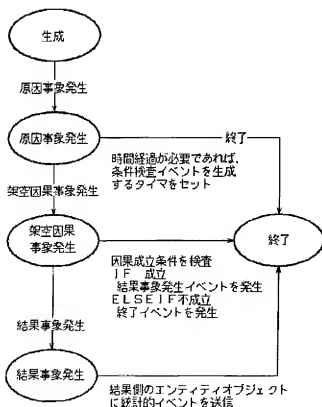 生成
原因事象発生
原因事象発生
終了
時間経過が必要であれば、
条件検査イベントを生成
するタイマをセット
架空因果事象発生
架空因果
事象発生
終了
因果成立条件を検査
IF 成立
結果事象発生イベントを発生
ELSEIF不成立
終了イベントを発生
結果事象発生
結果事象発生
結果側のエンティティオブジェクト
に統計的イベントを送信